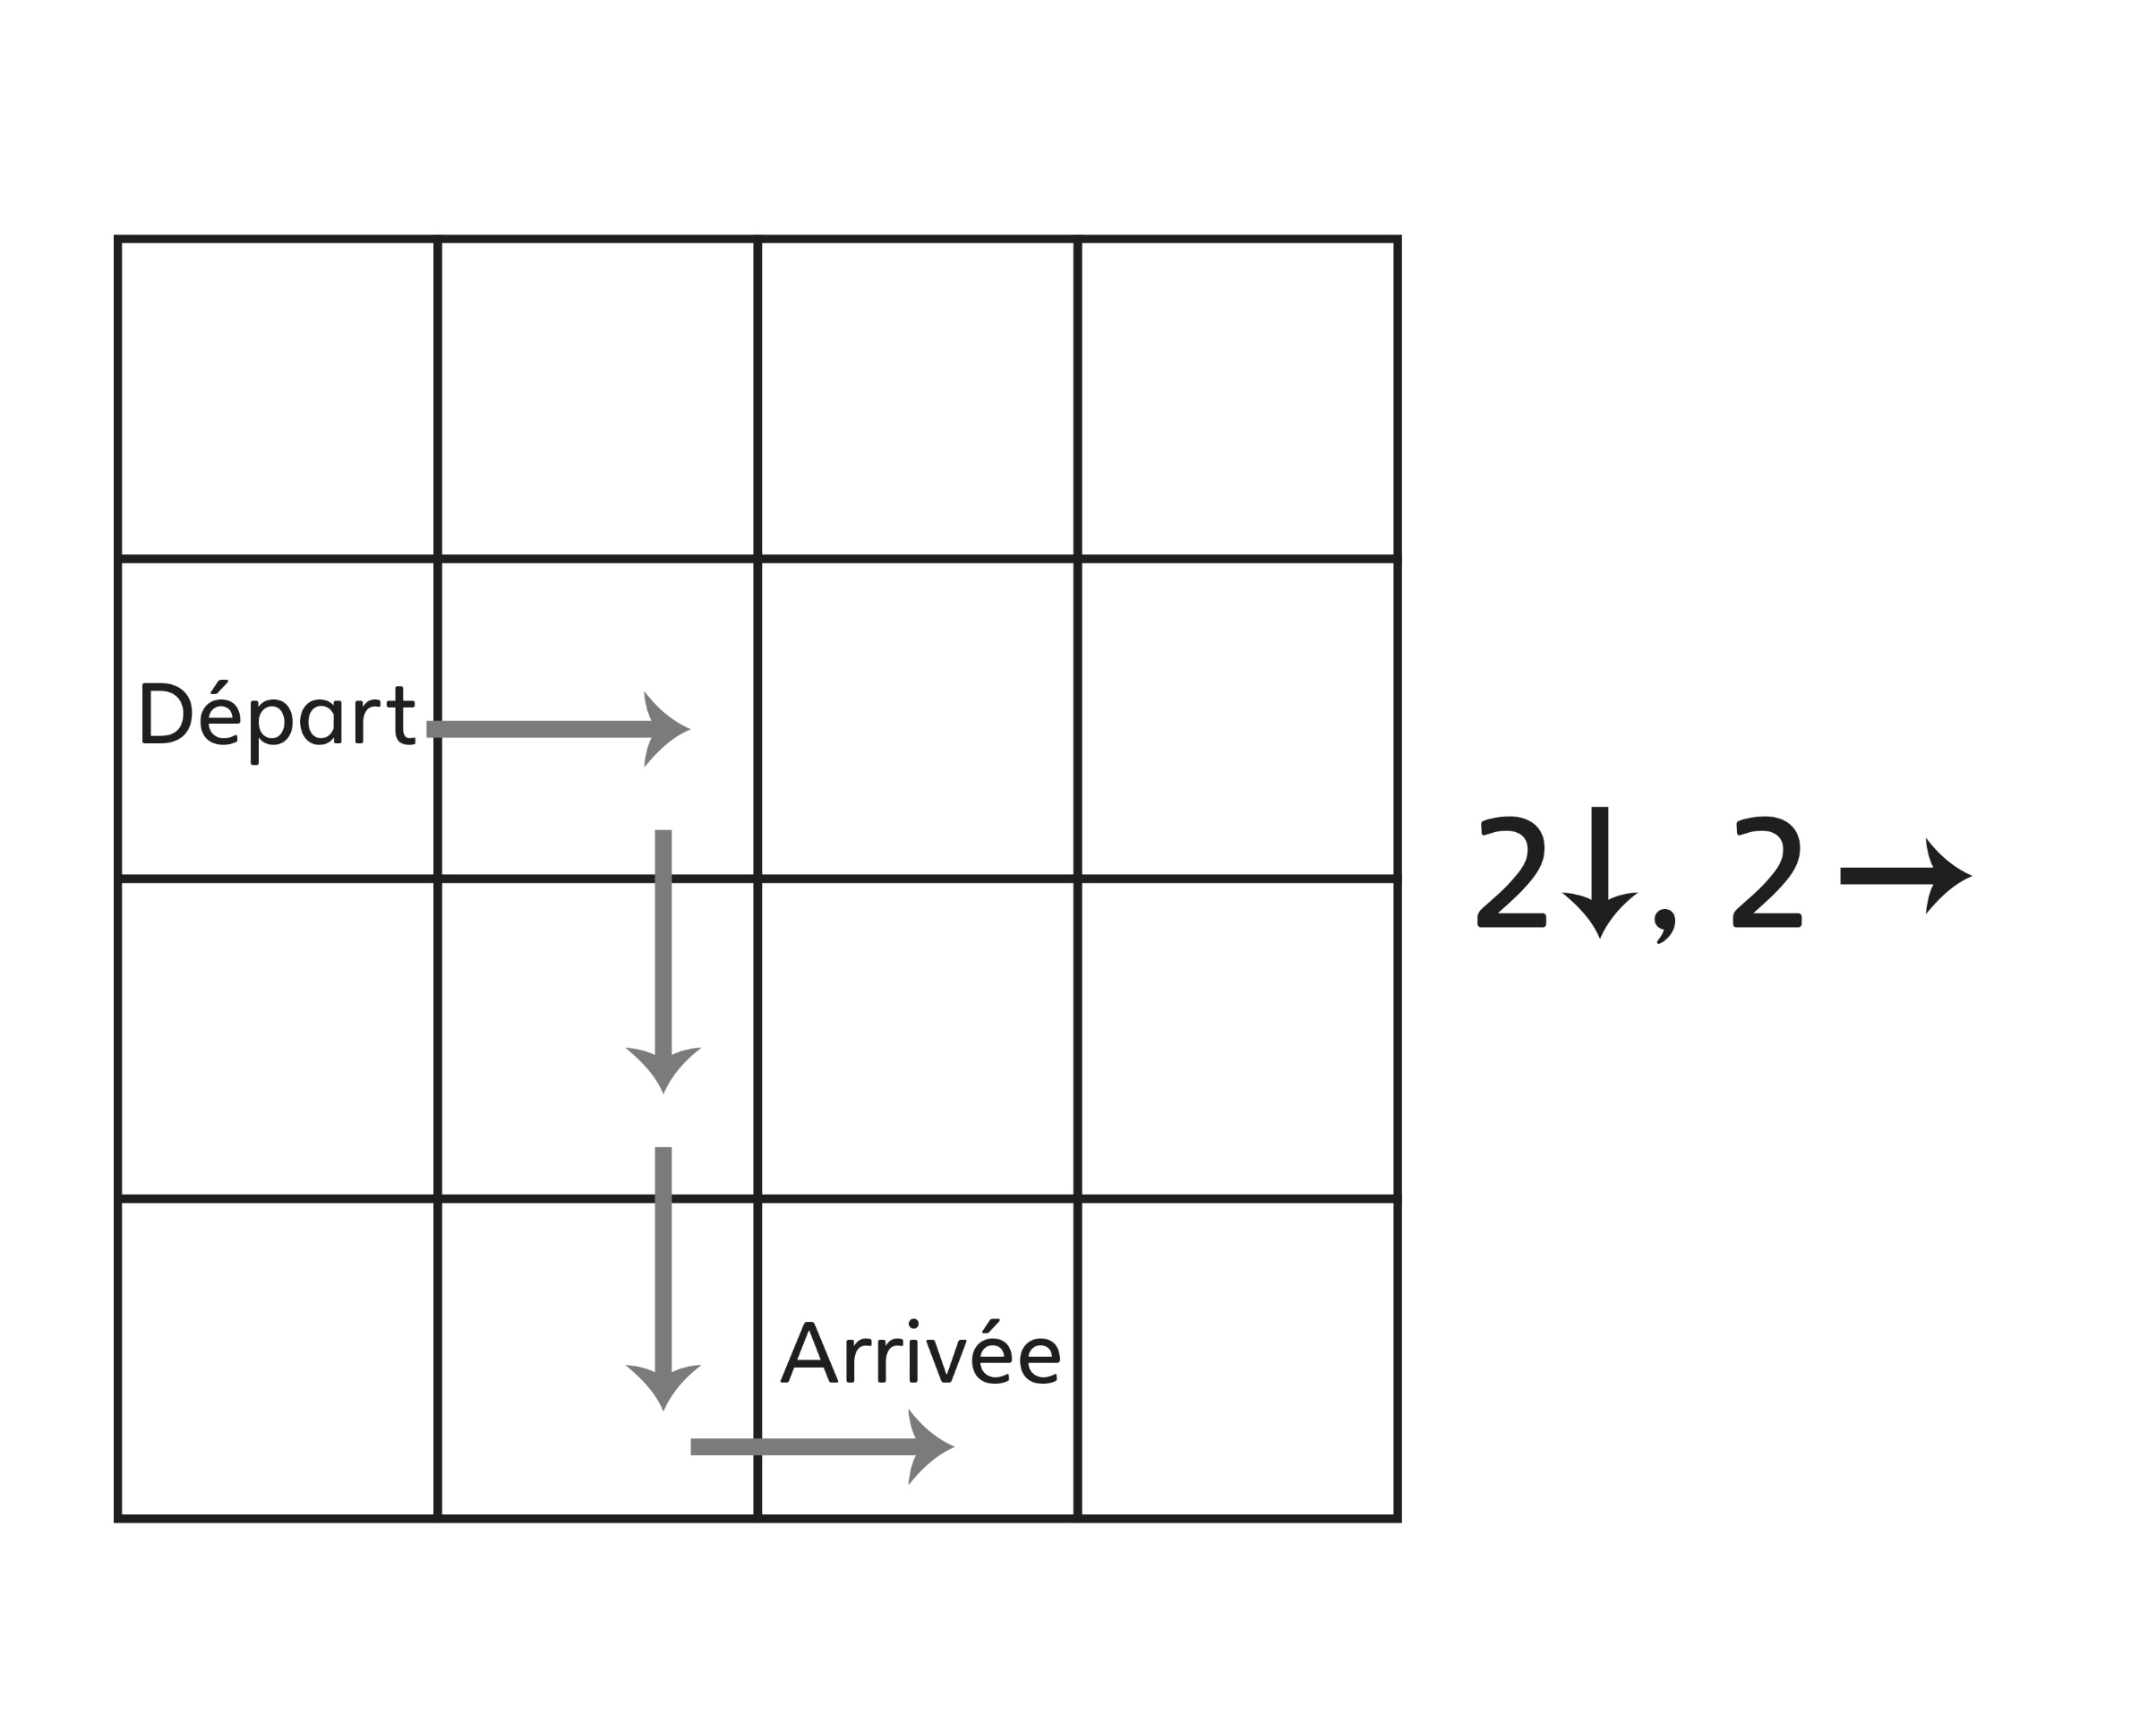 Départ
2↓, 2 →
Arrivée